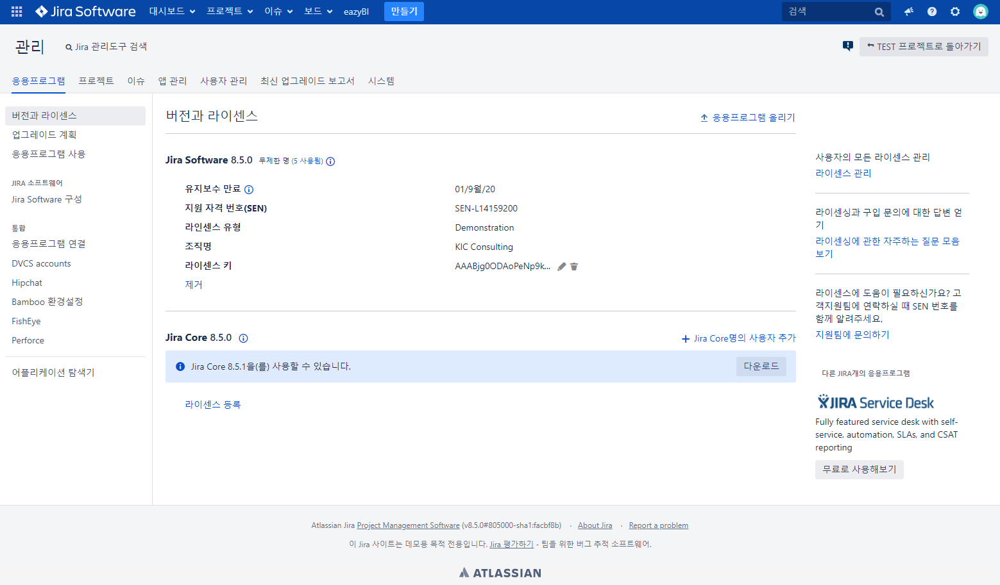 Jira Software 대시보드 프로젝트 이슈 보드 eazyBI 만들기 검색
관리 Jira 관리도구 검색 TEST 프로젝트로 돌아가기
응용프로그램 프로젝트 이슈 앱 관리 사용자 관리 최신 업그레이드 보고서 시스템
버전과 라이센스
업그레이드 계획
응용프로그램 사용
JIRA 소프트웨어
Jira Software 구성
통합
응용프로그램 연결
DVCS accounts
Hipchat
Bamboo 환경설정
FishEye
Perforce
어플리케이션 탐색기
버전과 라이센스 응용프로그램 올리기
Jira Software 8.5.0 무제한 명 (5 사용됨)
유지보수 만료 01/9월/20
지원 자격 번호(SEN) SEN-L14159200
라인센스 유형 Demonstration
조직명 KIC Consulting
라이센스 키 AAABjg0ODAoPeNp9k...
제거
Jira Core 8.5.0 Jira Core명의 사용자 추가
Jira Core 8.5.1을(를) 사용할 수 있습니다. 다운로드
라이센스 등록
사용자의 모든 라이센스 관리
라이센스 관리
라이센싱과 구입 문의에 대한 답변 얻
기
라이센싱에 관한 자주하는 질문 모음
보기
라이센스에 도움이 필요하신가요? 고
객지원팀에 연락하실 때 SEN 번호를
함께 알려주세요.
지원팀에 문의하기
다른 JIRA개의 응용프로그램
JIRA Service Desk
Fully featured service desk with self-
service, automation, SLAs, and CSAT
reporting
무료로 사용해보기
Atlassian Jira Project Management Software (v8.5.0#805000-sha1:facbf8b) · About Jira · Report a problem
이 Jira 사이트는 데모용 목적 전용입니다. Jira 평가하기 - 팀을 위한 버그 추적 소프트웨어.
ATLASSIAN